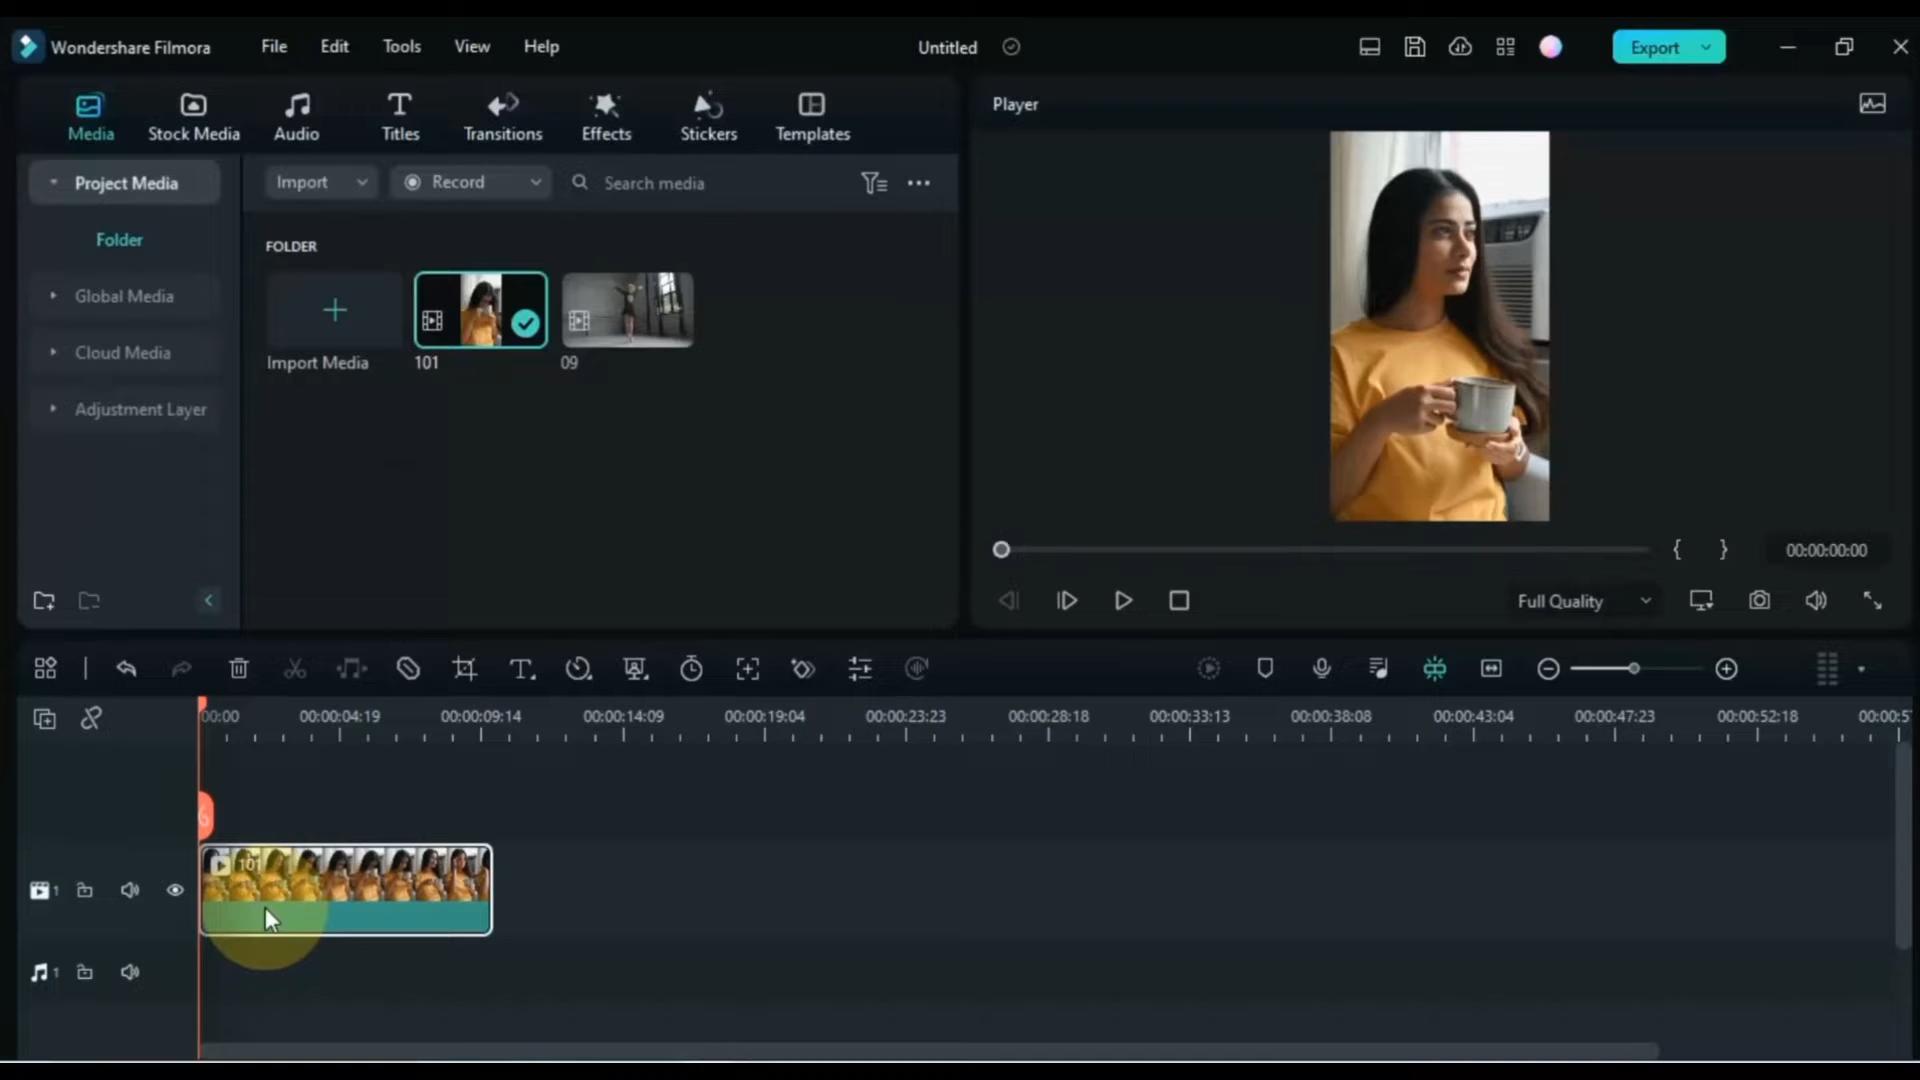 Wondershare Filmora File Edit Tools View Help Untitled Export
Media Stock Media Audio Titles Transitions Effects Stickers Templates
Player
Project Media
Import Record Search media
Folder
FOLDER
Global Media
Cloud Media
Import Media 101 09
Adjustment Layer
{ } 00:00:00:00
Full Quality
00:00 00:00:04:19 00:00:09:14 00:00:14:09 00:00:19:04 00:00:23:23 00:00:28:18 00:00:33:13 00:00:38:08 00:00:43:04 00:00:47:23 00:00:52:18
101
1
1